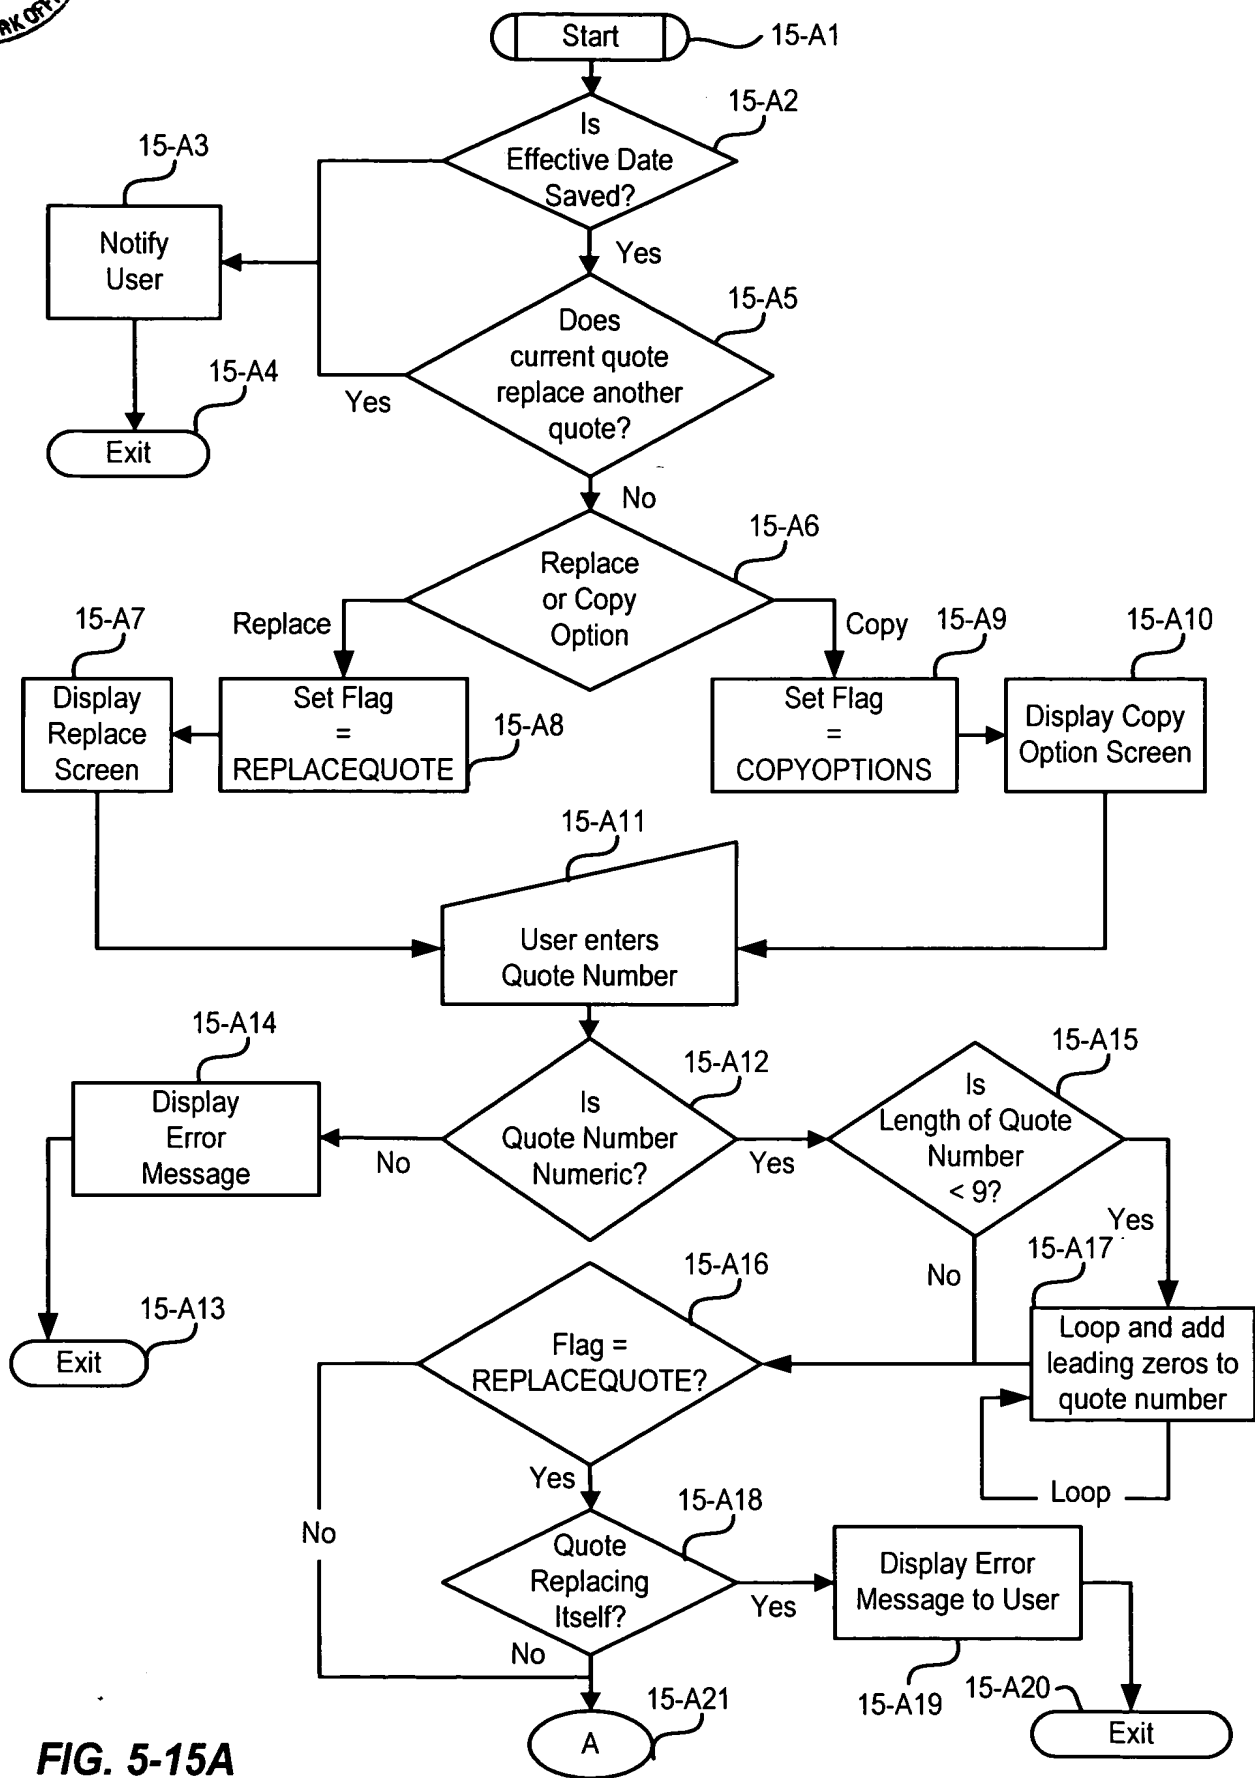 Start
15-A1
15-A2
Is
Effective Date
Saved?
15-A3
Notify
User
Yes
15-A5
Does
current quote
replace another
quote?
15-A4
Yes
Exit
No
15-A6
Replace
or Copy
Option
15-A7
Replace
Copy
15-A9
15-A10
Display
Replace
Screen
Set Flag
=
REPLACEQUOTE
15-A8
Set Flag
=
COPYOPTIONS
Display Copy
Option Screen
15-A11
User enters
Quote Number
15-A14
15-A12
15-A15
Display
Error
Message
No
Is
Quote Number
Numeric?
Yes
Is
Length of Quote
Number
< 9?
Yes
15-A17
No
15-A16
15-A13
Exit
Flag =
REPLACEQUOTE?
Loop and add
leading zeros to
quote number
Loop
Yes
No
15-A18
Quote
Replacing
Itself?
Yes
Display Error
Message to User
No
15-A19
15-A20
Exit
15-A21
A
FIG. 5-15A